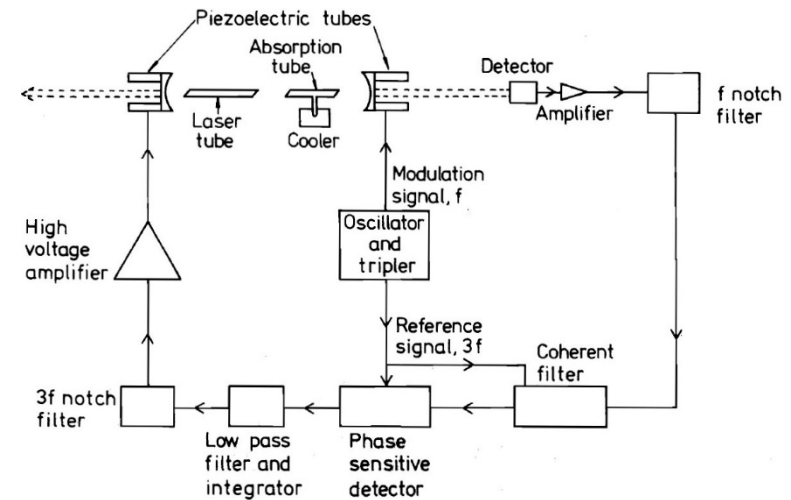 Piezoelectric tubes
Absorption
tube
Detector
Laser
tube
Cooler
Amplifier
f notch
filter
Modulation
signal, f
High
voltage
amplifier
Oscillator
and
tripler
Reference
signal, 3f
Coherent
filter
3f notch
filter
Low pass
filter and
integrator
Phase
sensitive
detector